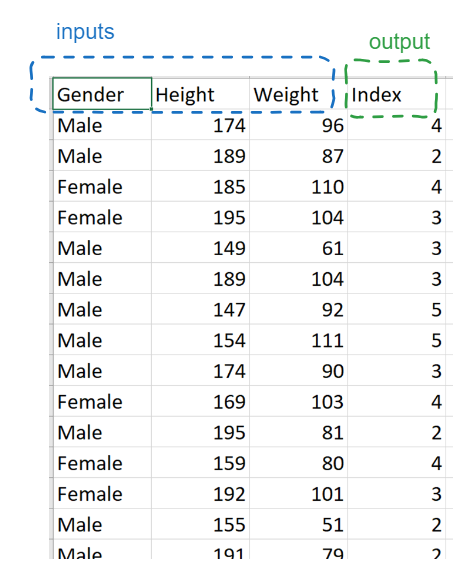 inputs
output
Gender Height Weight Index
Male 174 96 4
Male 189 87 2
Female 185 110 4
Female 195 104 3
Male 149 61 3
Male 189 104 3
Male 147 92 5
Male 154 111 5
Male 174 90 3
Female 169 103 4
Male 195 81 2
Female 159 80 4
Female 192 101 3
Male 155 51 2
Male 191 79 2